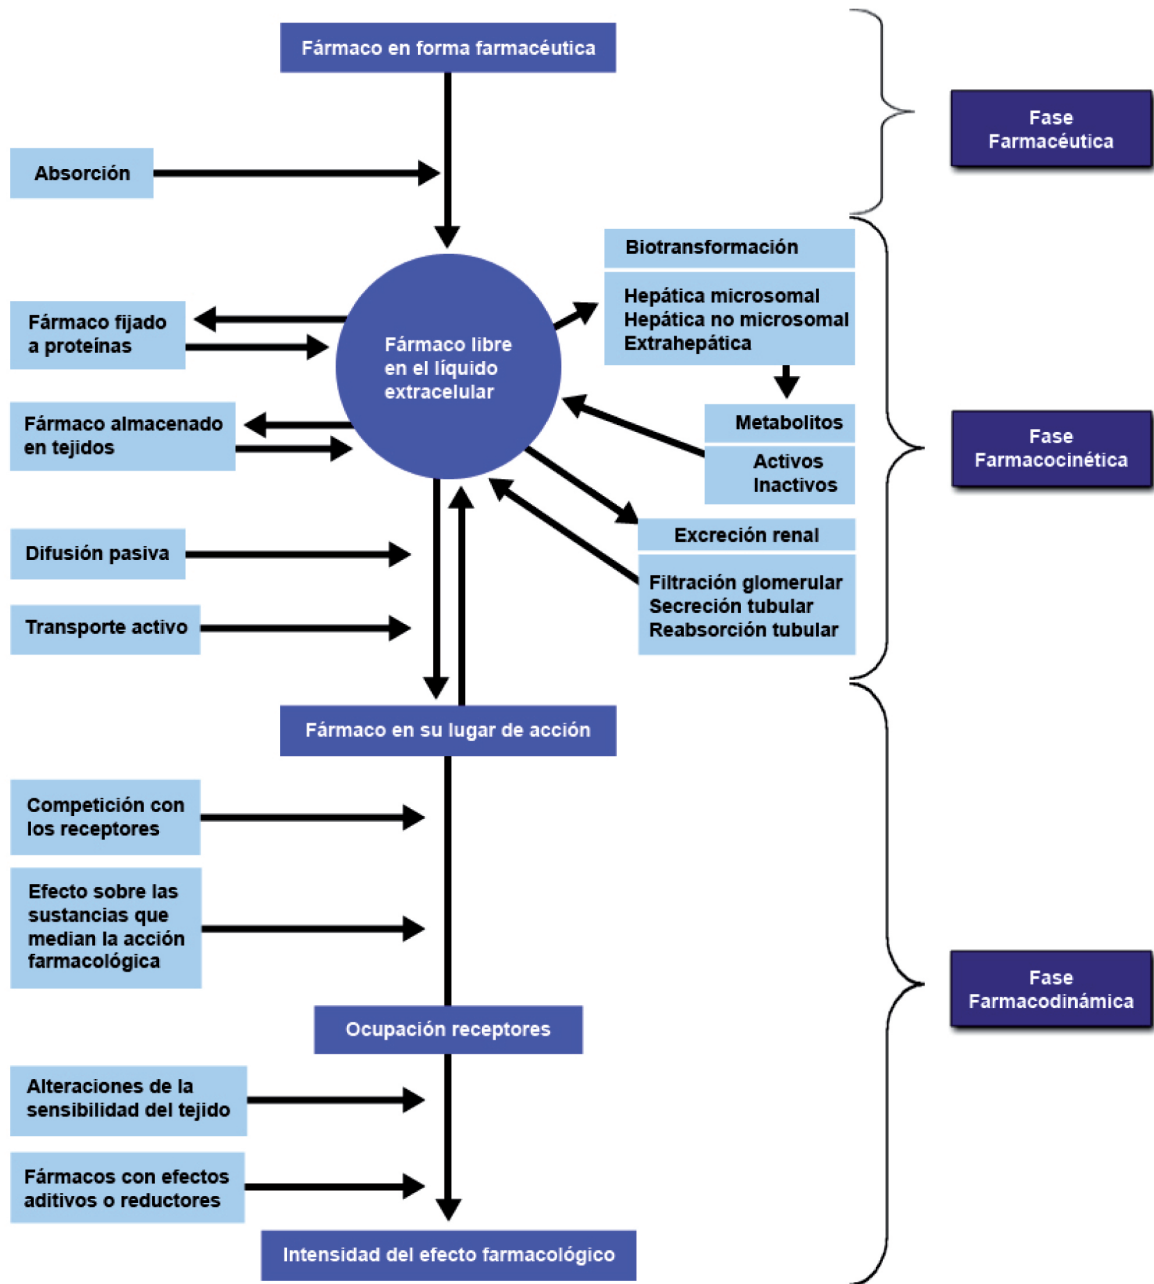 Fármaco en forma farmacéutica
Fase
Farmacéutica
Absorción
Biotransformación
Hepática microsomal
Hepática no microsomal
Extrahepática
Fármaco fijado
a proteínas
Fármaco libre
en el líquido
extracelular
Fármaco almacenado
en tejidos
Metabolitos
Activos
Inactivos
Fase
Farmacocinética
Excreción renal
Filtración glomerular
Secreción tubular
Reabsorción tubular
Difusión pasiva
Transporte activo
Fármaco en su lugar de acción
Competición con
los receptores
Efecto sobre las
sustancias que
median la acción
farmacológica
Fase
Farmacodinámica
Ocupación receptores
Alteraciones de la
sensibilidad del tejido
Fármacos con efectos
aditivos o reductores
Intensidad del efecto farmacológico